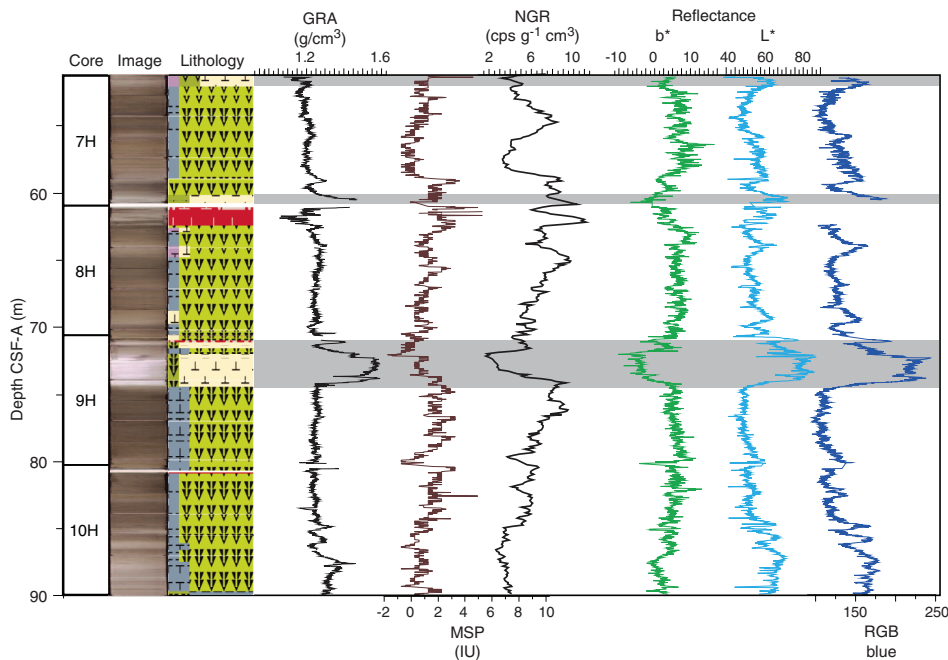 GRA
(g/cm³)
NGR
(cps g⁻¹ cm³)
Reflectance
b* L*
Core Image Lithology
1.2 1.6
2 6 10
-10 0 10 30
40 60 80
7H
60
8H
70
9H
80
10H
90
Depth CSF-A (m)
-2 0 2 4 6 8 10
MSP
(IU)
150 250
RGB
blue